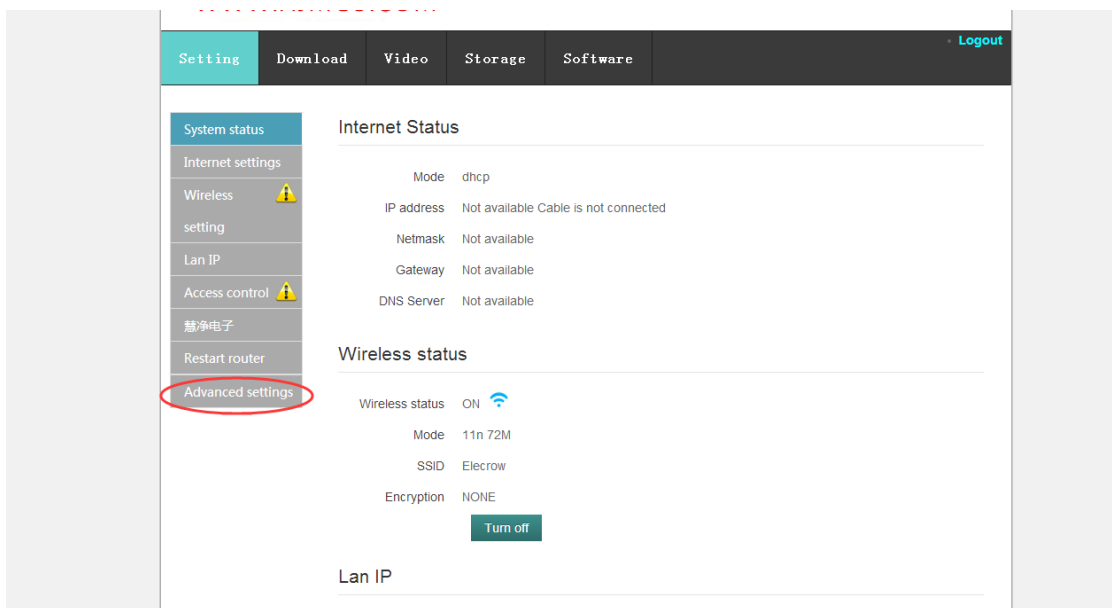 Logout
Setting Download Video Storage Software
System status
Internet settings
Wireless
setting
Lan IP
Access control
慧净电子
Restart router
Advanced settings
Internet Status
Mode dhcp
IP address Not available Cable is not connected
Netmask Not available
Gateway Not available
DNS Server Not available
Wireless status
Wireless status ON
Mode 11n 72M
SSID Elecrow
Encryption NONE
Turn off
Lan IP